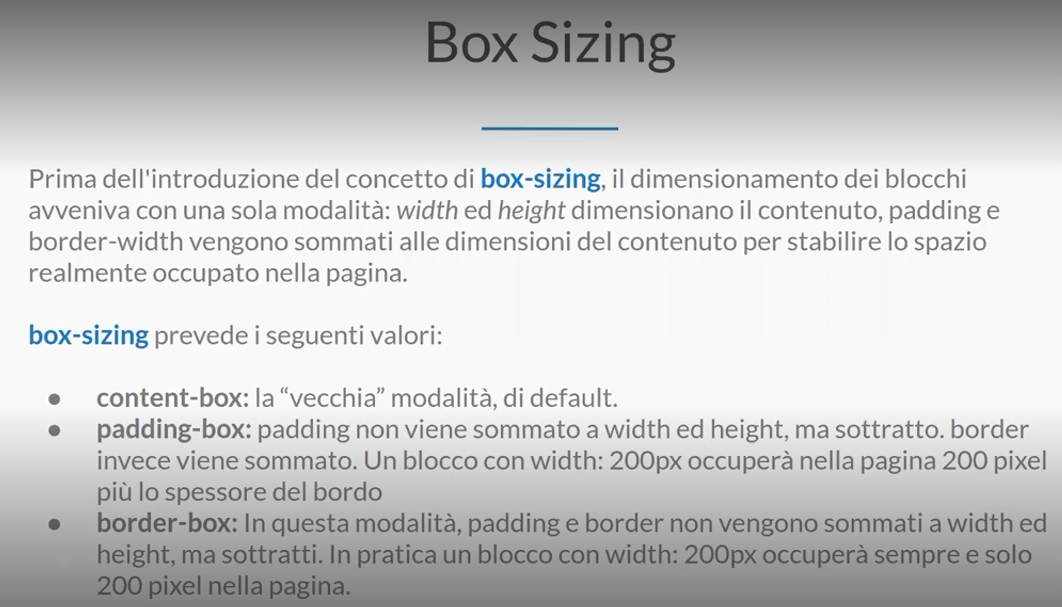 Box Sizing
Prima dell'introduzione del concetto di box-sizing, il dimensionamento dei blocchi
avveniva con una sola modalità: width ed height dimensionano il contenuto, padding e
border-width vengono sommati alle dimensioni del contenuto per stabilire lo spazio
realmente occupato nella pagina.
box-sizing prevede i seguenti valori:
● content-box: la “vecchia” modalità, di default.
● padding-box: padding non viene sommato a width ed height, ma sottratto. border
invece viene sommato. Un blocco con width: 200px occuperà nella pagina 200 pixel
più lo spessore del bordo
● border-box: In questa modalità, padding e border non vengono sommati a width ed
height, ma sottratti. In pratica un blocco con width: 200px occuperà sempre e solo
200 pixel nella pagina.